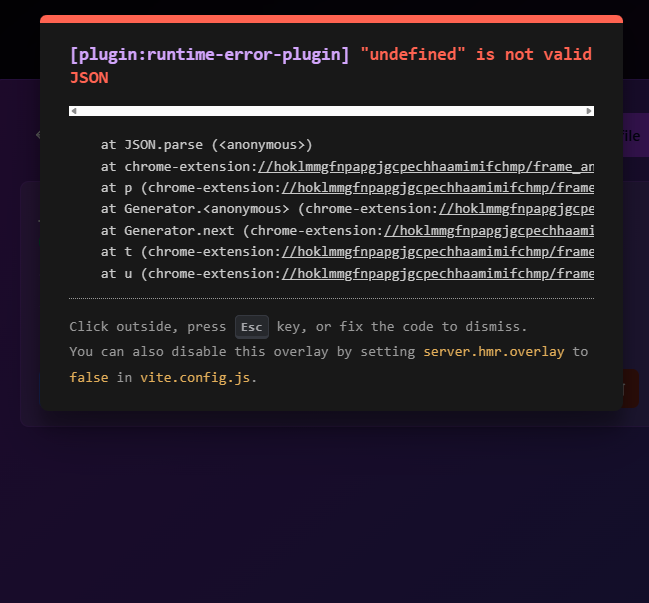 [plugin:runtime-error-plugin] "undefined" is not valid
JSON
at JSON.parse (<anonymous>)
at chrome-extension://hoklmmgfnpapgjgcpechhaamimifchmp/frame_an
at p (chrome-extension://hoklmmgfnpapgjgcpechhaamimifchmp/frame
at Generator.<anonymous> (chrome-extension://hoklmmgfnpapgjgcpe
at Generator.next (chrome-extension://hoklmmgfnpapgjgcpechhaami
at t (chrome-extension://hoklmmgfnpapgjgcpechhaamimifchmp/frame
at u (chrome-extension://hoklmmgfnpapgjgcpechhaamimifchmp/frame
Click outside, press Esc key, or fix the code to dismiss.
You can also disable this overlay by setting server.hmr.overlay to
false in vite.config.js.
file